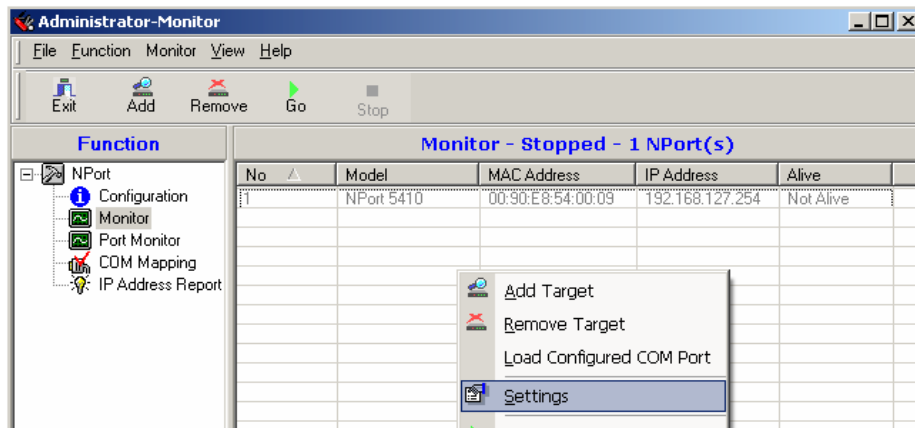 Administrator-Monitor
File Function Monitor View Help
Exit Add Remove Go Stop
Function
Monitor - Stopped - 1 NPort(s)
NPort
Configuration
Monitor
Port Monitor
COM Mapping
IP Address Report
No Model MAC Address IP Address Alive
1 NPort 5410 00:90:E8:54:00:09 192.168.127.254 Not Alive
Add Target
Remove Target
Load Configured COM Port
Settings